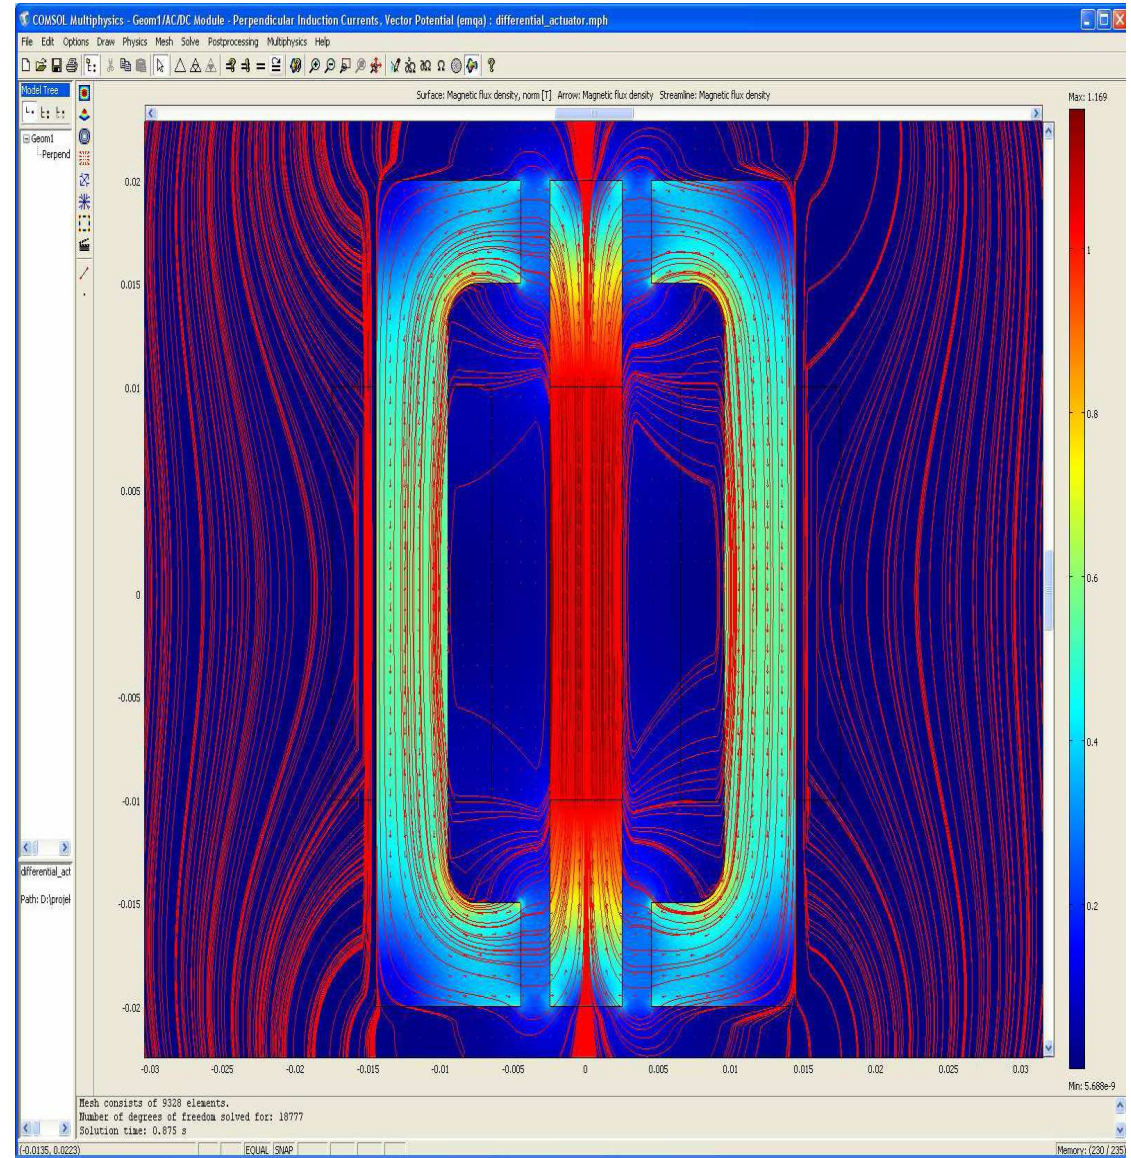 COMSOL Multiphysics - Geom1/AC/DC Module - Perpendicular Induction Currents, Vector Potential (emqa) : differential_actuator.mph
File Edit Options Draw Physics Mesh Solve Postprocessing Multiphysics Help
Model Tree
Geom1
Perpend
Surface: Magnetic flux density, norm [T] Arrow: Magnetic flux density Streamline: Magnetic flux density
Max: 1.169
0.02
0.015
0.01
0.005
0
-0.005
-0.01
-0.015
-0.02
1
0.8
0.6
0.4
0.2
-0.03 -0.025 -0.02 -0.015 -0.01 -0.005 0 0.005 0.01 0.015 0.02 0.025 0.03
Min: 5.688e-9
differential_act
Path: D:\projel
Mesh consists of 9328 elements.
Number of degrees of freedom solved for: 18777
Solution time: 0.875 s
(-0.0135, 0.0223)
EQUAL SNAP
Memory: (230 / 235)